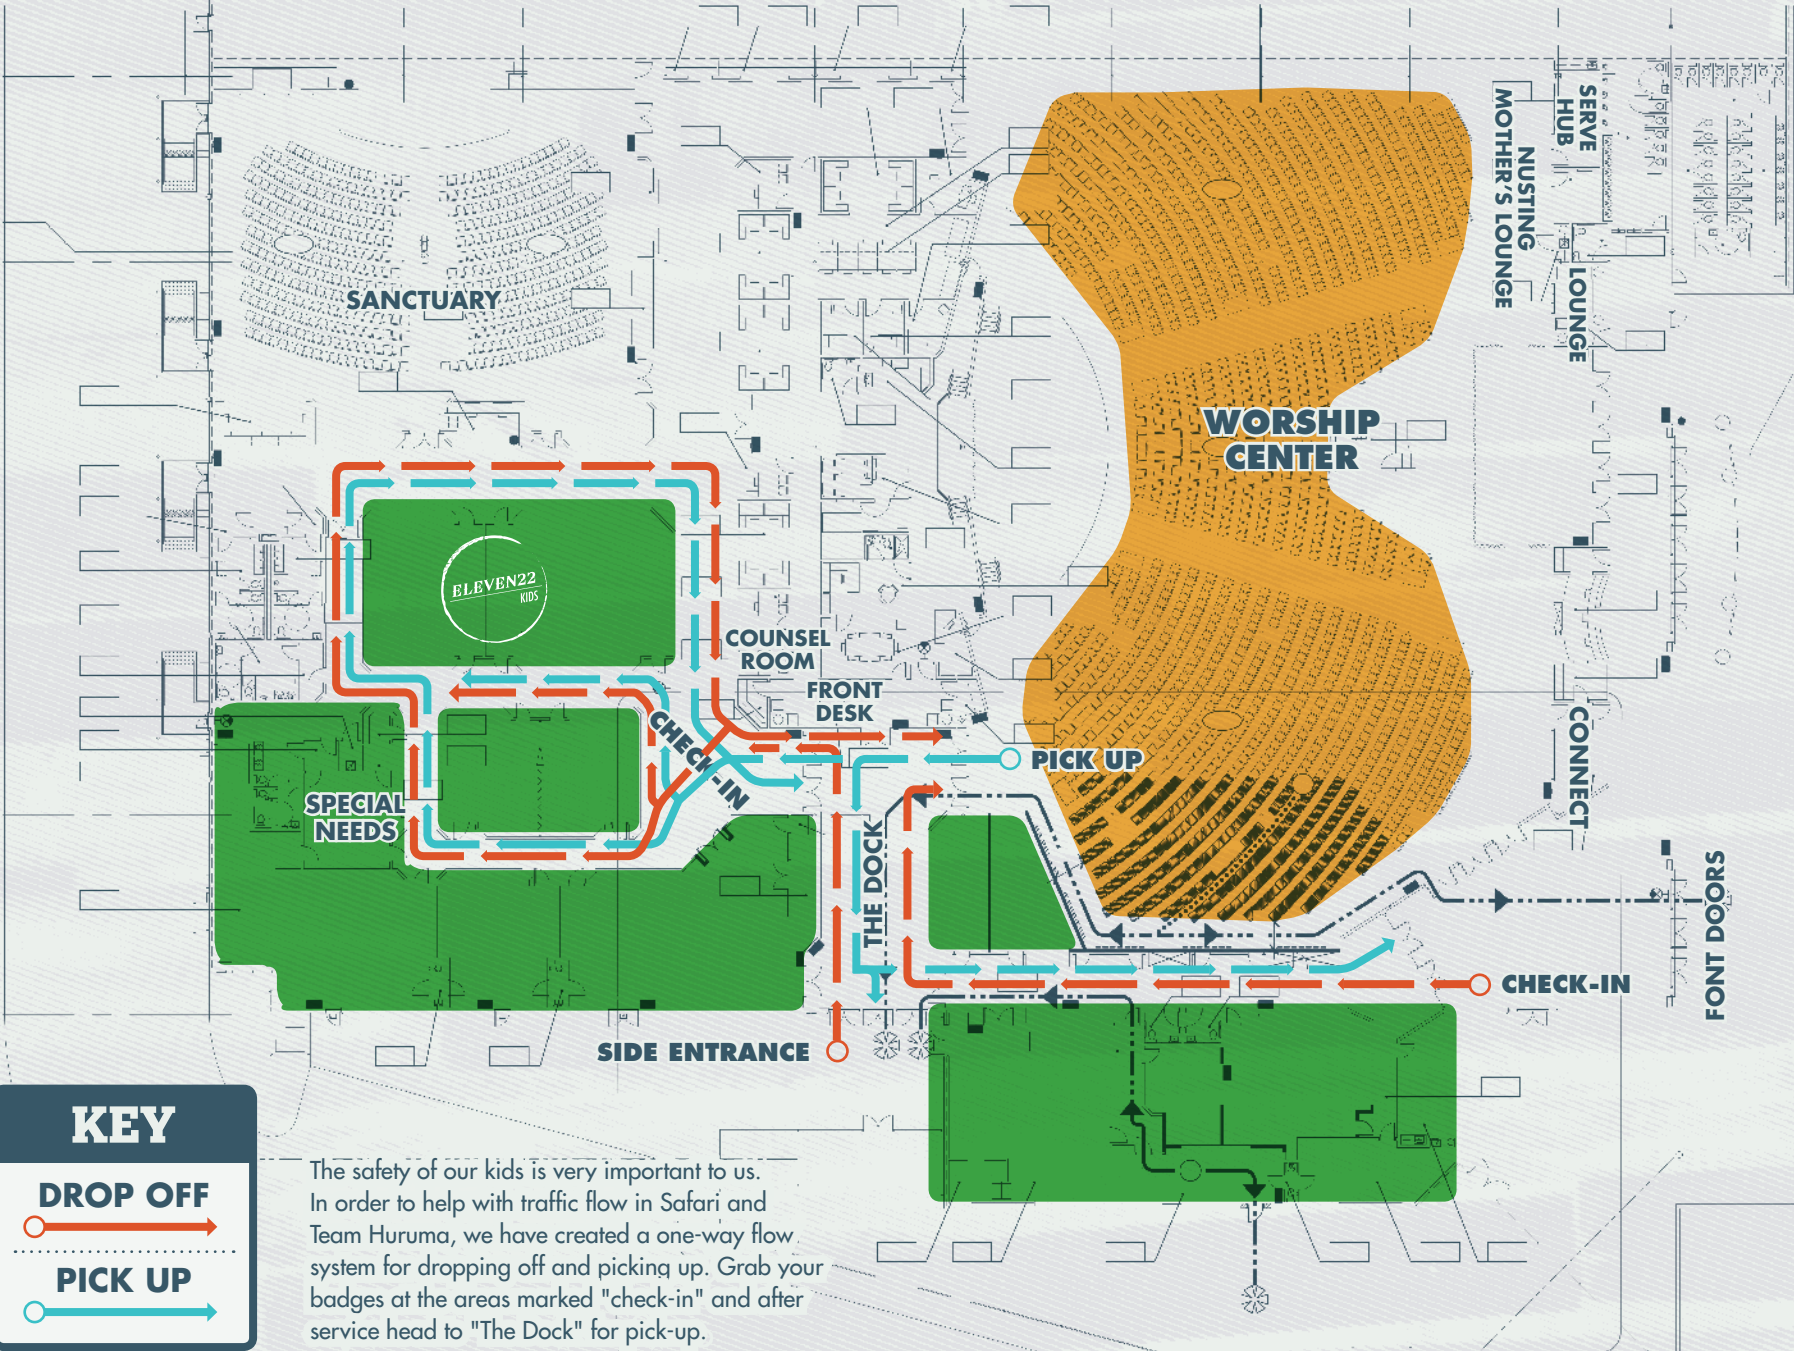 SERVE
HUB
NUSTING
MOTHER'S LOUNGE
LOUNGE
SANCTUARY
WORSHIP
CENTER
ELEVEN22
KIDS
COUNSEL
ROOM
FRONT
DESK
CHECK-IN
PICK UP
CONNECT
SPECIAL
NEEDS
THE DOCK
FONT DOORS
CHECK-IN
SIDE ENTRANCE
KEY
DROP OFF
PICK UP
The safety of our kids is very important to us.
In order to help with traffic flow in Safari and
Team Huruma, we have created a one-way flow
system for dropping off and picking up. Grab your
badges at the areas marked "check-in" and after
service head to "The Dock" for pick-up.